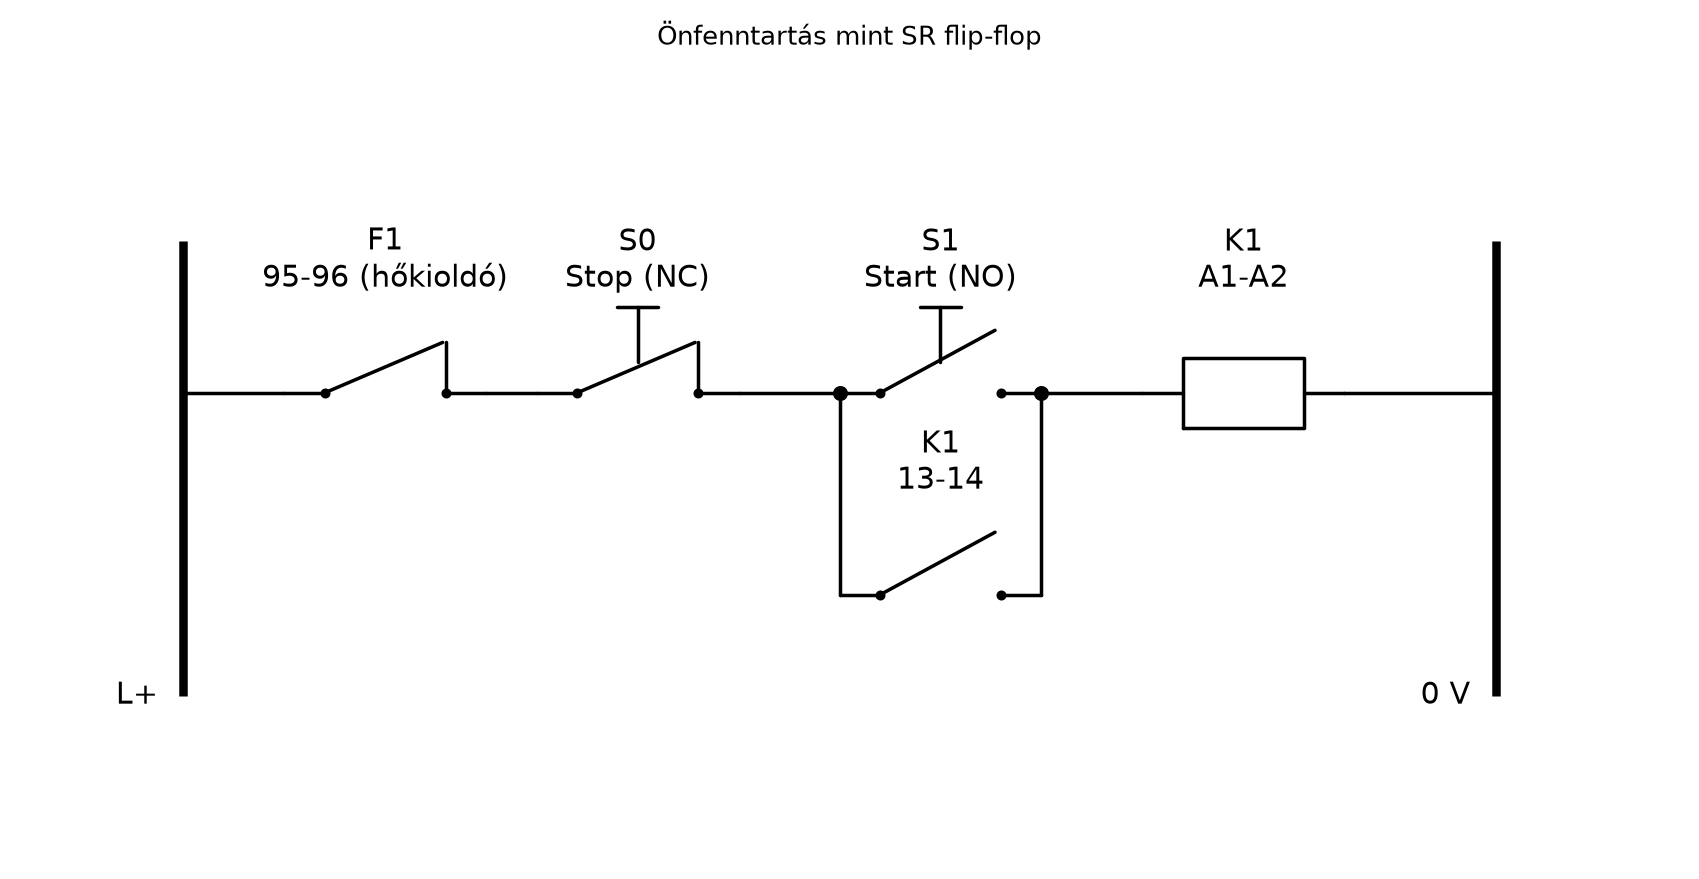 Önfenntartás mint SR flip-flop
F1
95-96 (hőkioldó)
S0
Stop (NC)
S1
Start (NO)
K1
A1-A2
K1
13-14
L+
0 V